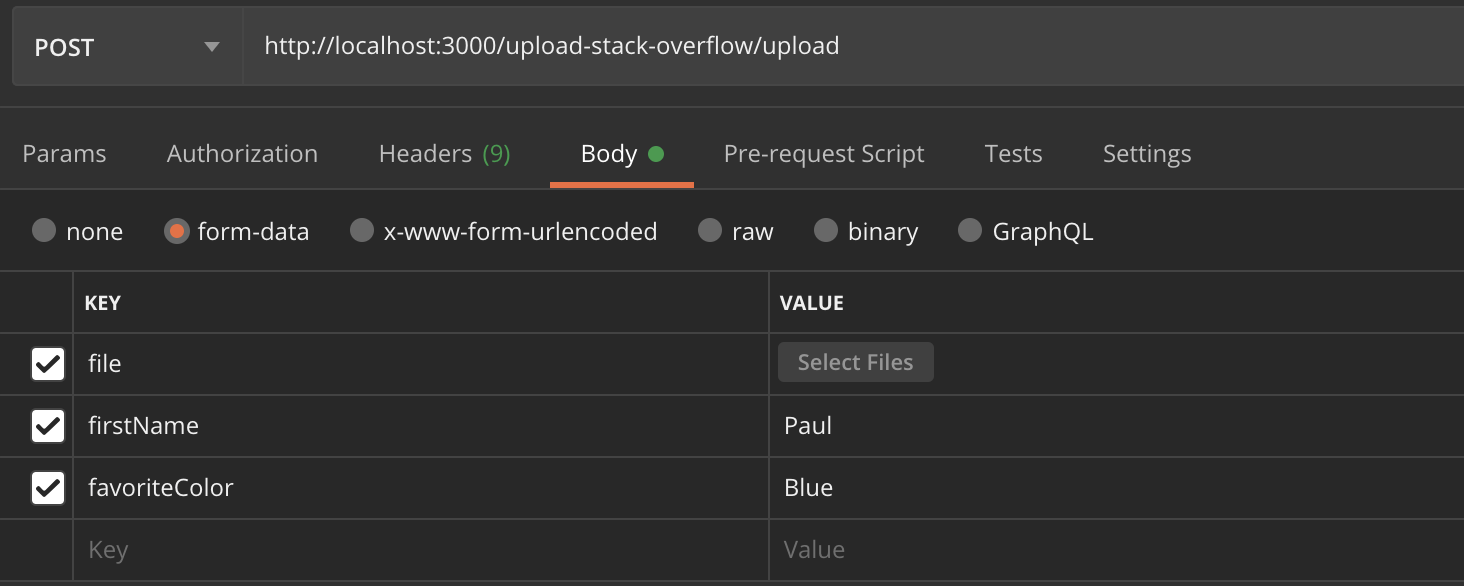 POST http://localhost:3000/upload-stack-overflow/upload
Params Authorization Headers (9) Body Pre-request Script Tests Settings
none form-data x-www-form-urlencoded raw binary GraphQL
KEY VALUE
file Select Files
firstName Paul
favoriteColor Blue
Key Value